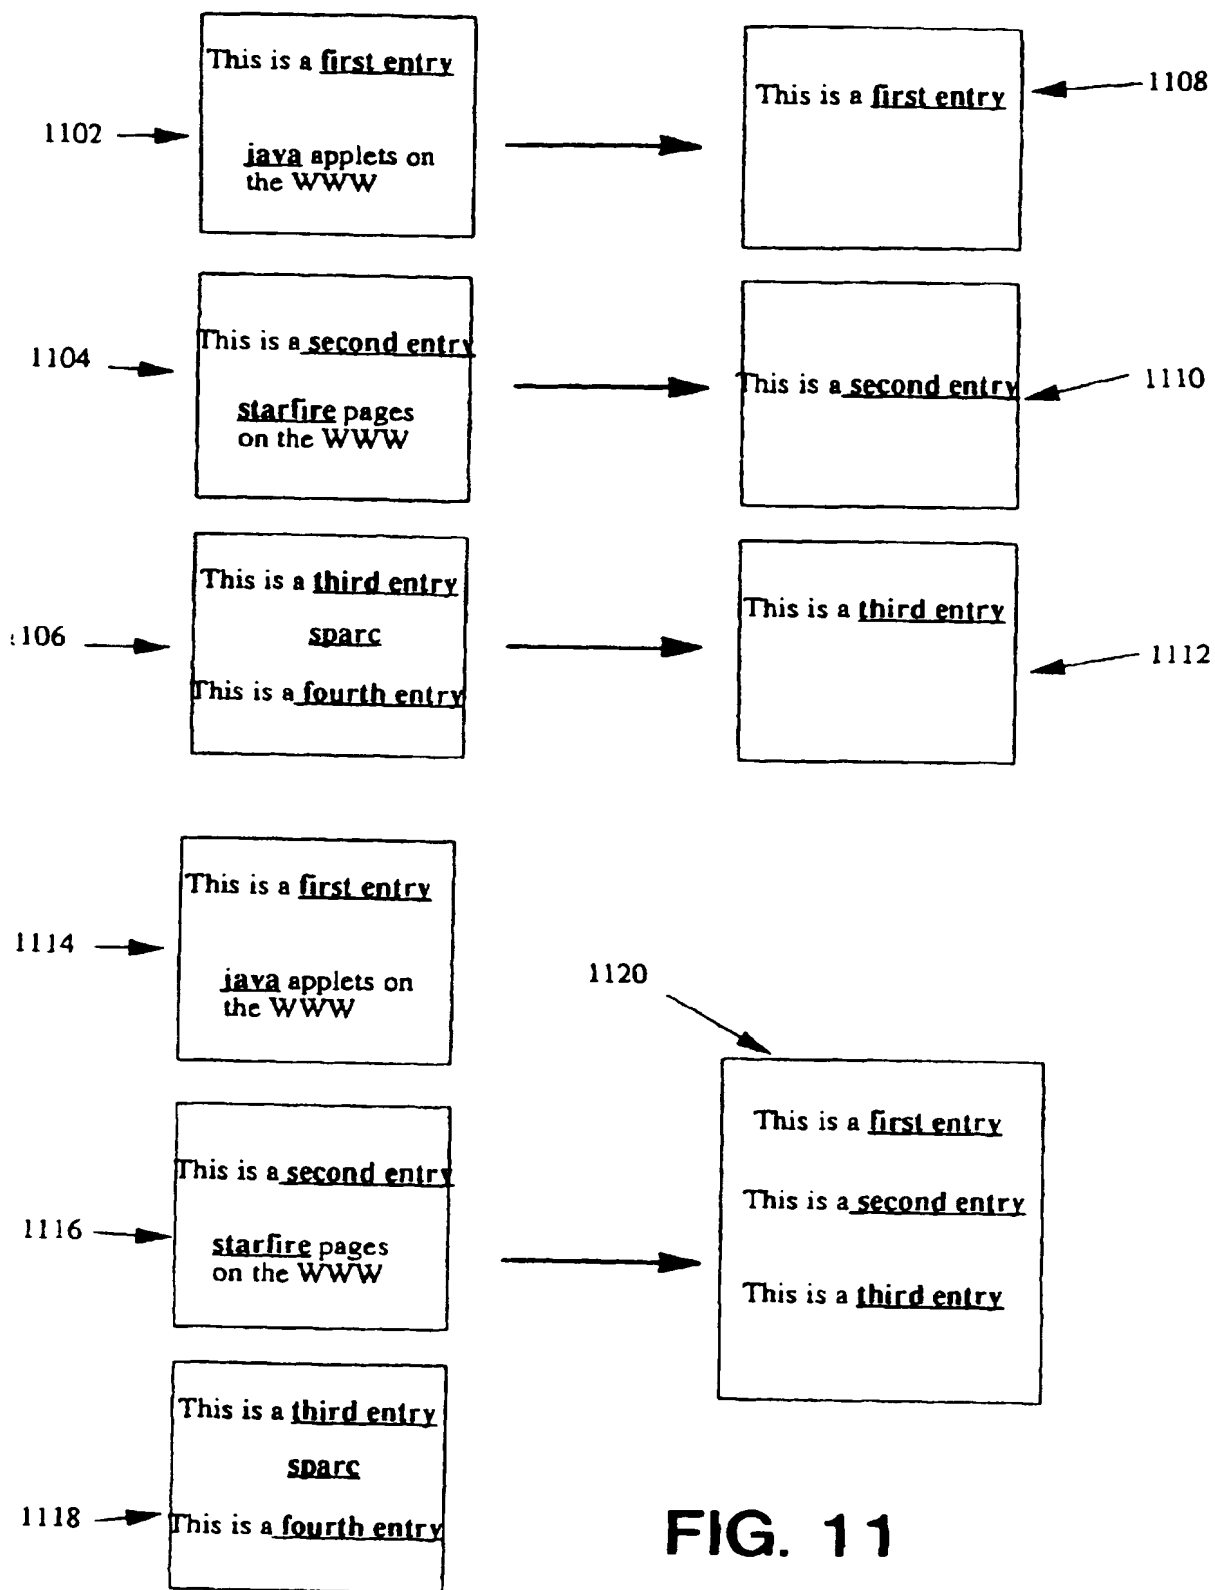 This is a first entry
1102
java applets on
the WWW
This is a first entry
1108
This is a second entry
1104
starfire pages
on the WWW
This is a second entry
1110
This is a third entry
sparc
106
This is a fourth entry
This is a third entry
1112
This is a first entry
1114
java applets on
the WWW
This is a second entry
1116
starfire pages
on the WWW
This is a third entry
sparc
1118
This is a fourth entry
1120
This is a first entry
This is a second entry
This is a third entry
FIG. 11